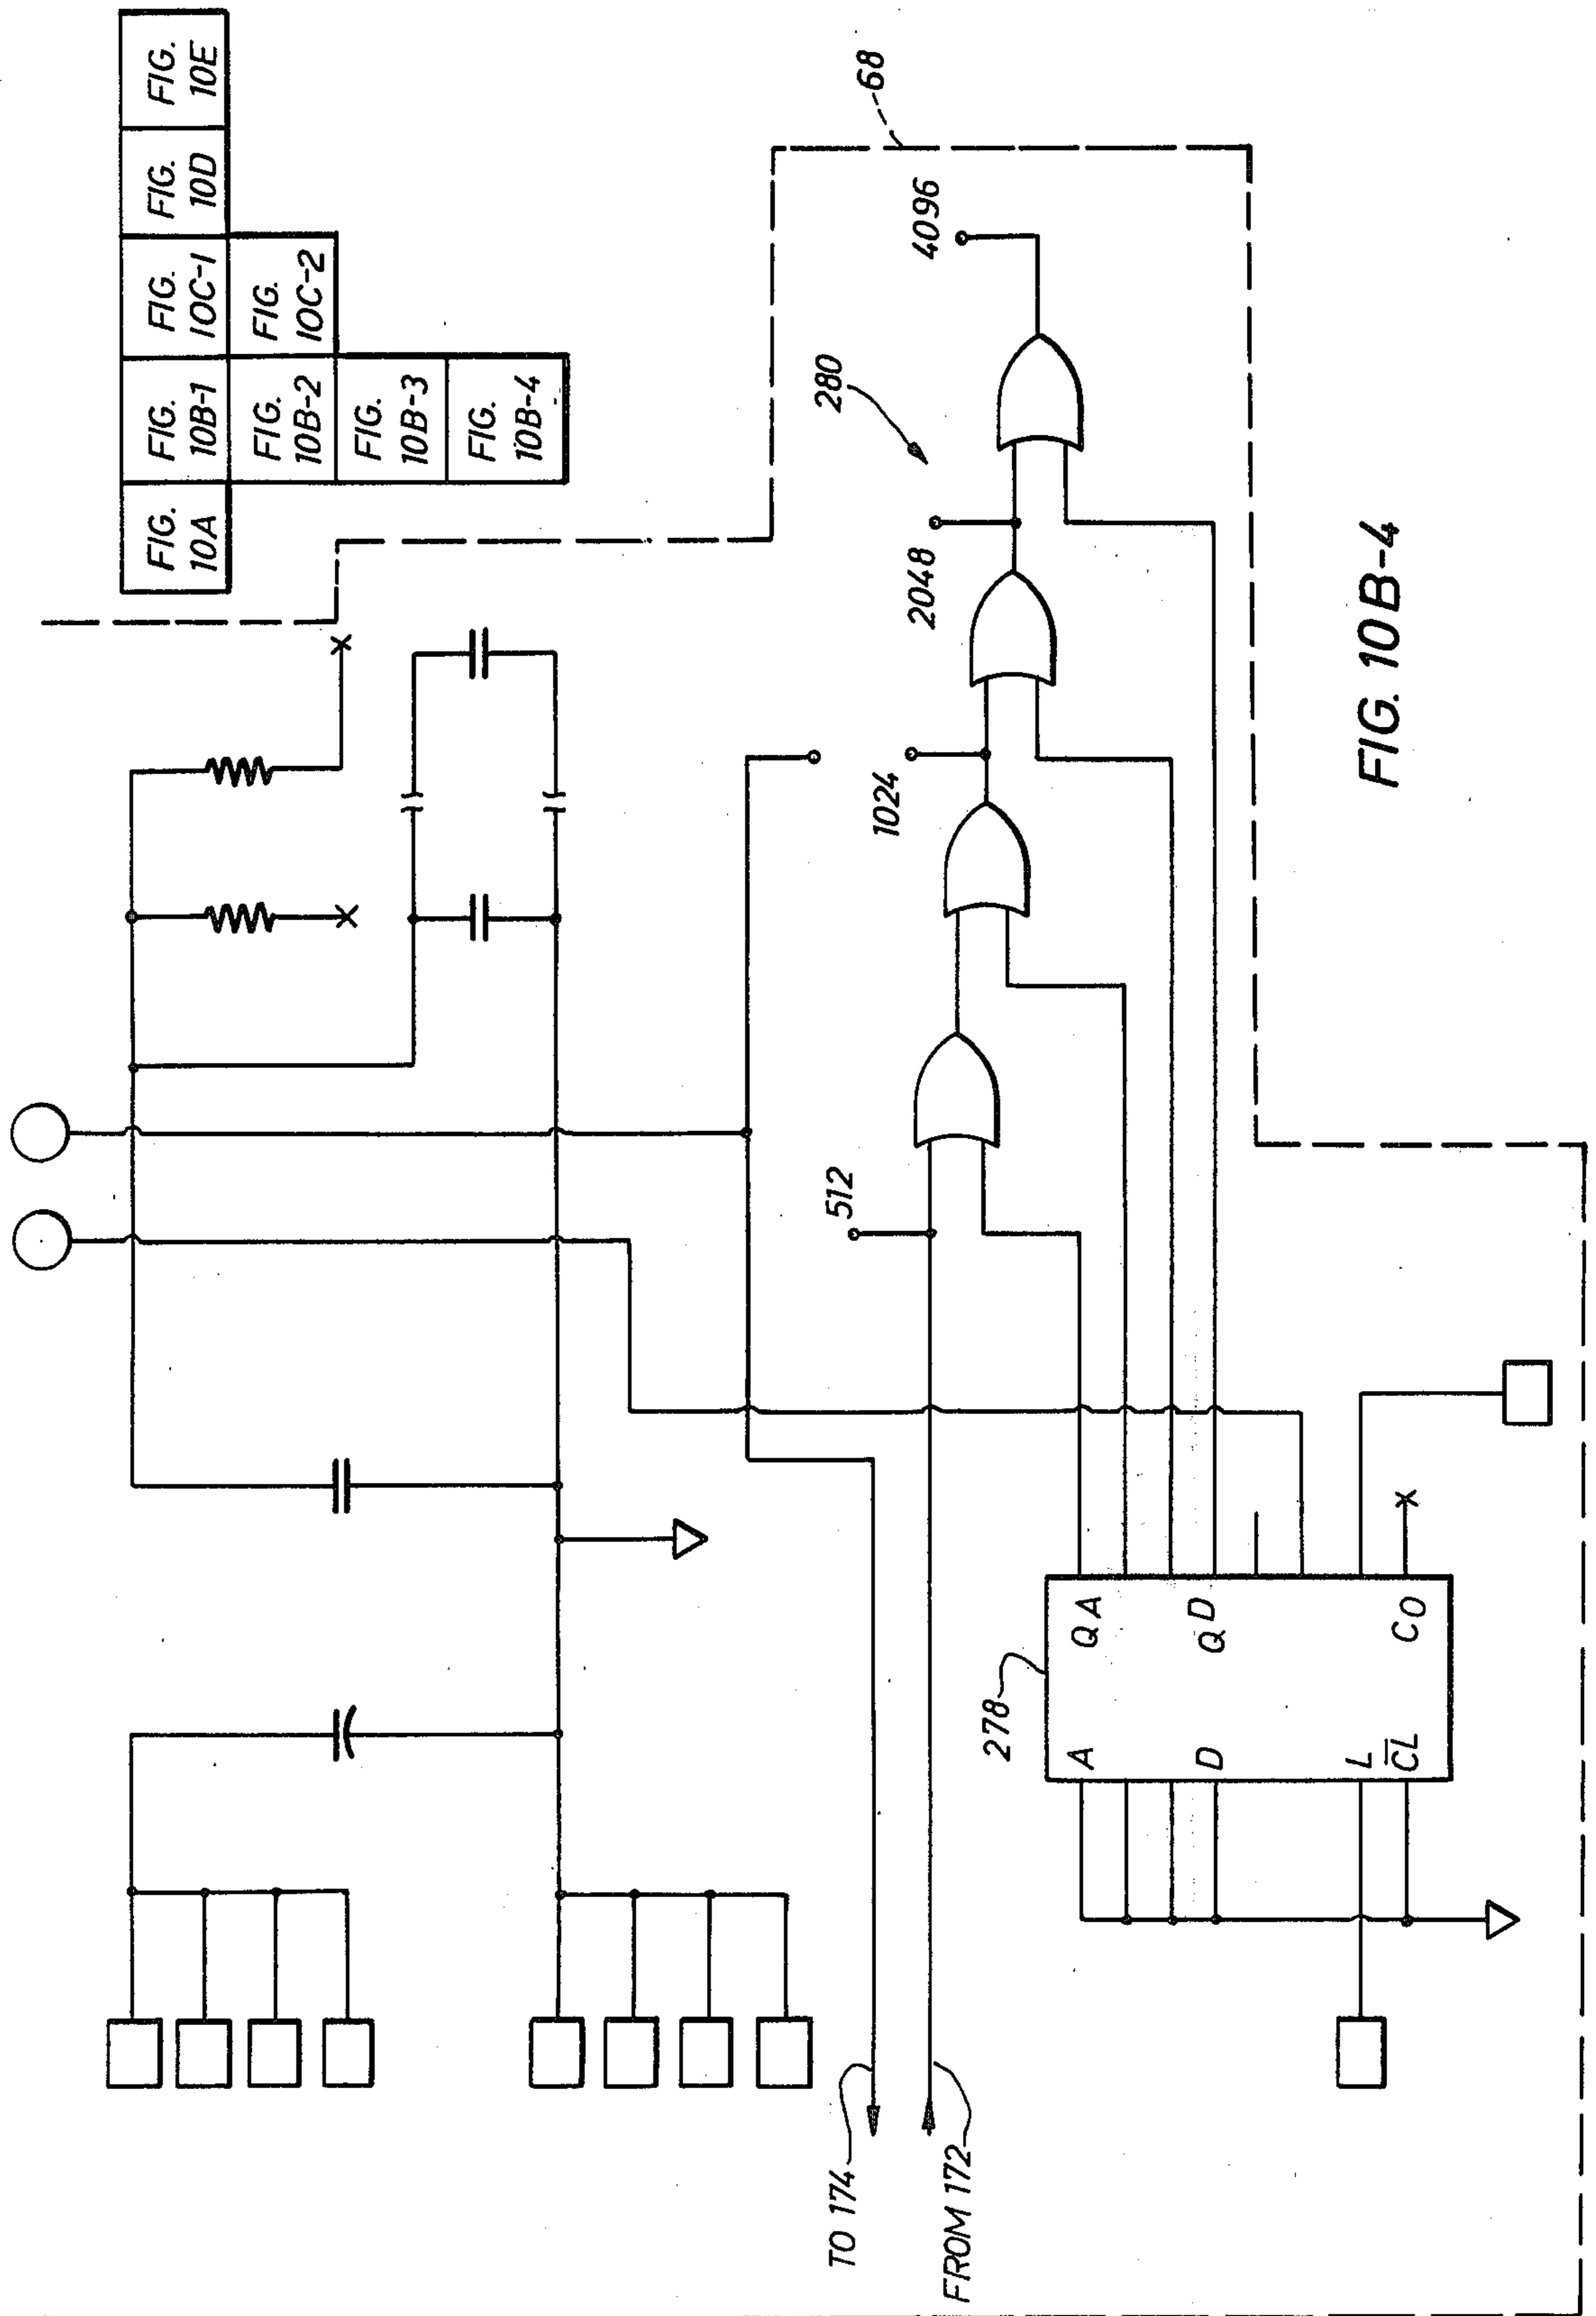 FIG.
10A
FIG.
10B-1
FIG.
10C-1
FIG.
10D
FIG.
10E
FIG.
10B-2
FIG.
10C-2
FIG.
10B-3
FIG.
10B-4
68
280
512
1024
2048
4096
TO 174
FROM 172
278
A
QA
D
QD
L
C̅L̅
CO
FIG. 10B-4